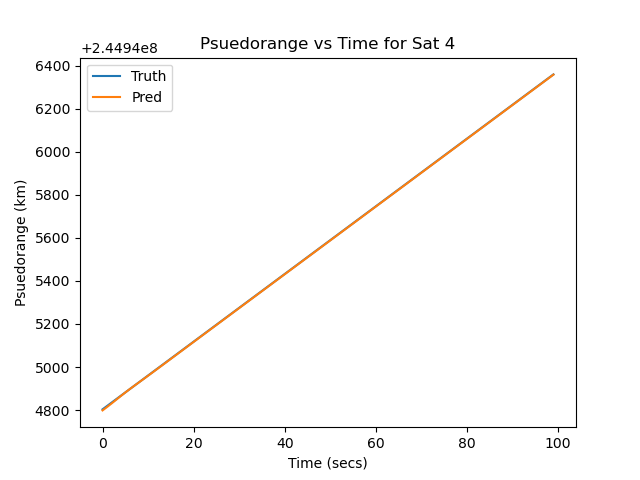 Psuedorange vs Time for Sat 4
+2.4494e8
Truth
Pred
6400
6200
6000
5800
5600
5400
5200
5000
4800
Psuedorange (km)
0 20 40 60 80 100
Time (secs)